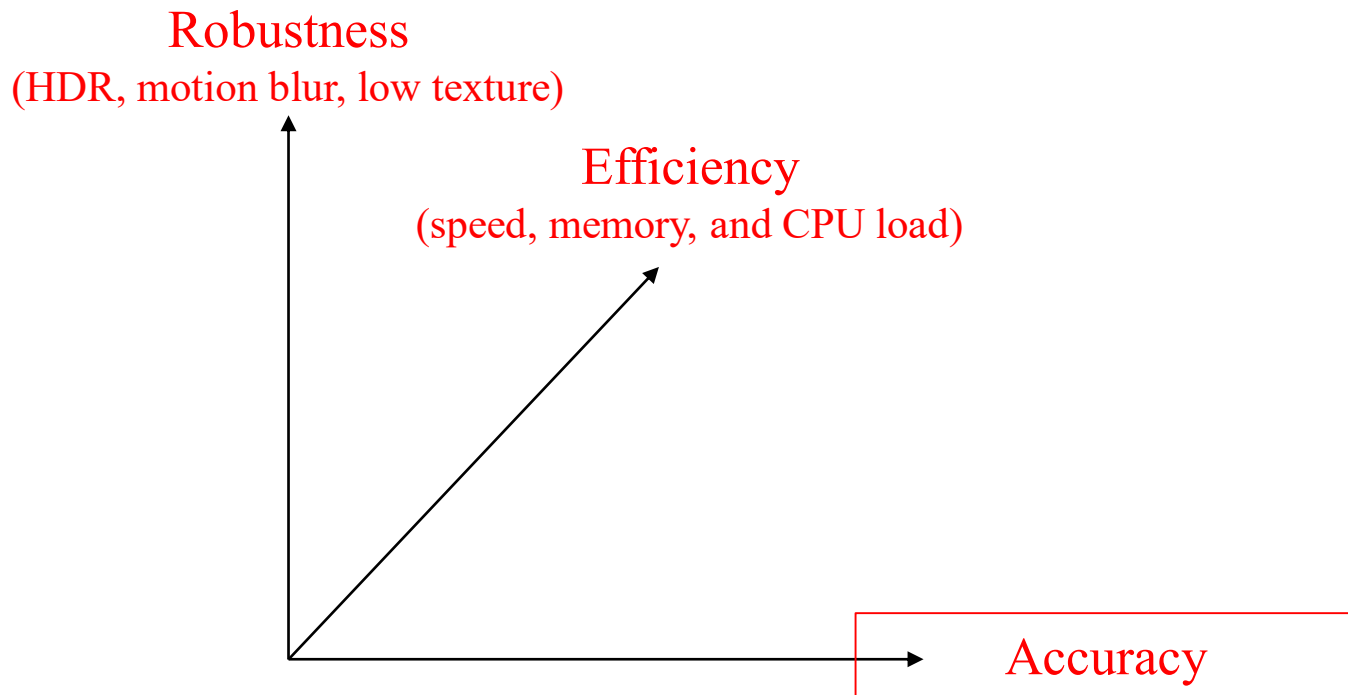 Robustness
(HDR, motion blur, low texture)
Efficiency
(speed, memory, and CPU load)
Accuracy